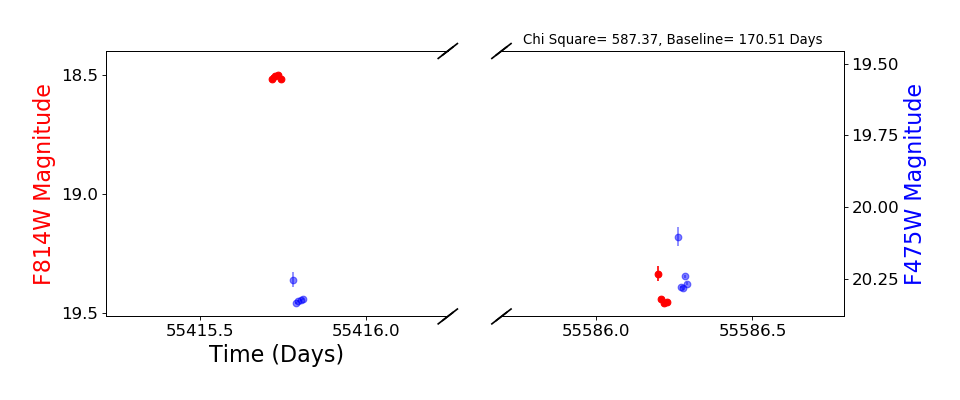 Chi Square= 587.37, Baseline= 170.51 Days
F814W Magnitude
18.5
19.0
19.5
19.50
19.75
20.00
20.25
F475W Magnitude
55415.5
55416.0
55586.0
55586.5
Time (Days)